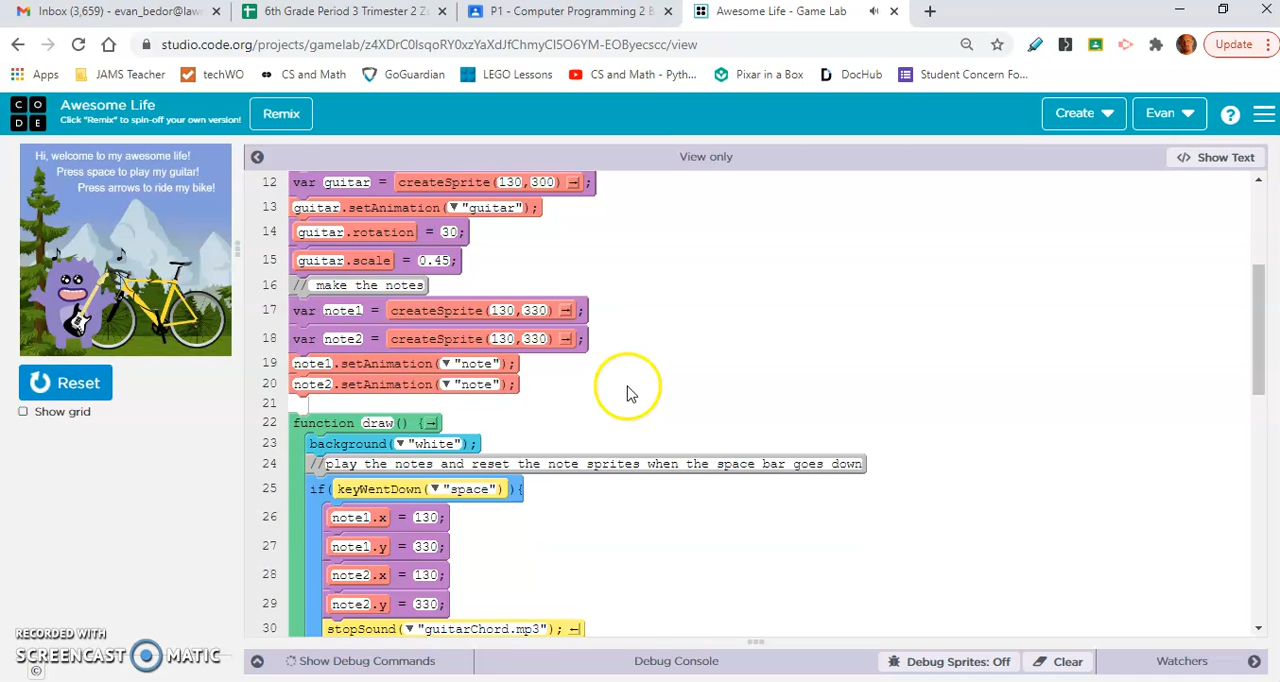 Inbox (3,659) - evan_bedor@law
6th Grade Period 3 Trimester 2 Z
P1 - Computer Programming 2 B
Awesome Life - Game Lab
studio.code.org/projects/gamelab/z4XDrC0IsqoRY0xzYaXdJfChmyCI5O6YM-EOByecscc/view
Update
Apps
JAMS Teacher
techWO
CS and Math
GoGuardian
LEGO Lessons
CS and Math - Pyth...
Pixar in a Box
DocHub
Student Concern Fo...
C O
D E
Awesome Life
Click "Remix" to spin-off your own version!
Remix
Create
Evan
?
Hi, welcome to my awesome life!
Press space to play my guitar!
Press arrows to ride my bike!
View only
</> Show Text
12 var guitar = createSprite(130,300);
13 guitar.setAnimation("guitar");
14 guitar.rotation = 30;
15 guitar.scale = 0.45;
16 // make the notes
17 var note1 = createSprite(130,330);
18 var note2 = createSprite(130,330);
19 note1.setAnimation("note");
20 note2.setAnimation("note");
21
22 function draw() {
23 background("white");
24 //play the notes and reset the note sprites when the space bar goes down
25 if(keyWentDown("space")){
26 note1.x = 130;
27 note1.y = 330;
28 note2.x = 130;
29 note2.y = 330;
30 stopSound("guitarChord.mp3");
Reset
Show grid
RECORDED WITH
SCREENCAST MATIC
©
Show Debug Commands
Debug Console
Debug Sprites: Off
Clear
Watchers